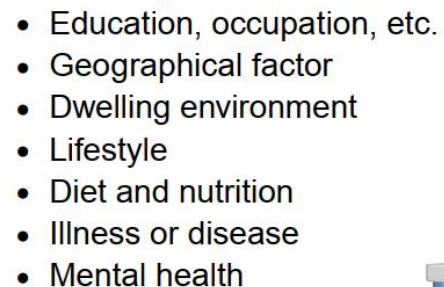 • Education, occupation, etc.
• Geographical factor
• Dwelling environment
• Lifestyle
• Diet and nutrition
• Illness or disease
• Mental health